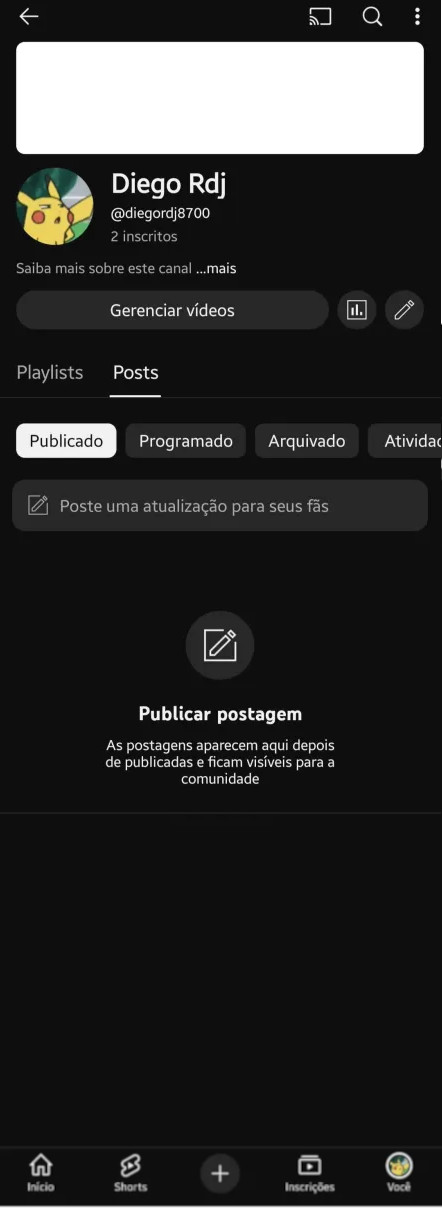 Diego Rdj
@diegordj8700
2 inscritos
Saiba mais sobre este canal ...mais
Gerenciar vídeos
Playlists Posts
Publicado Programado Arquivado Atividad
Poste uma atualização para seus fãs
Publicar postagem
As postagens aparecem aqui depois
de publicadas e ficam visíveis para a
comunidade
Início Shorts Inscrições Você